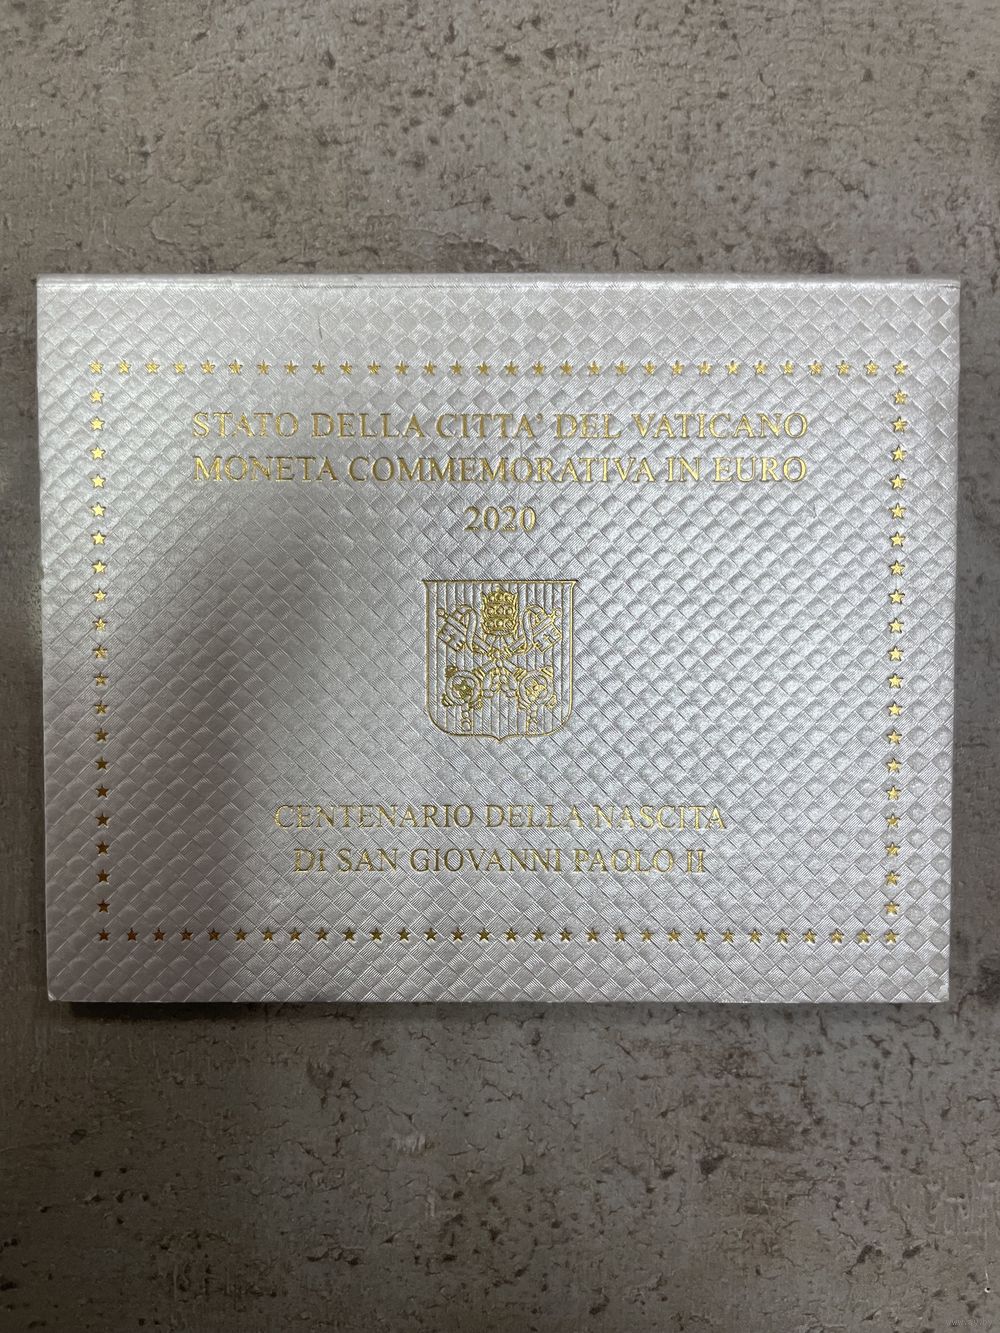 STATO DELLA CITTA' DEL VATICANO
MONETA COMMEMORATIVA IN EURO
2020
CENTENARIO DELLA NASCITA
DI SAN GIOVANNI PAOLO II